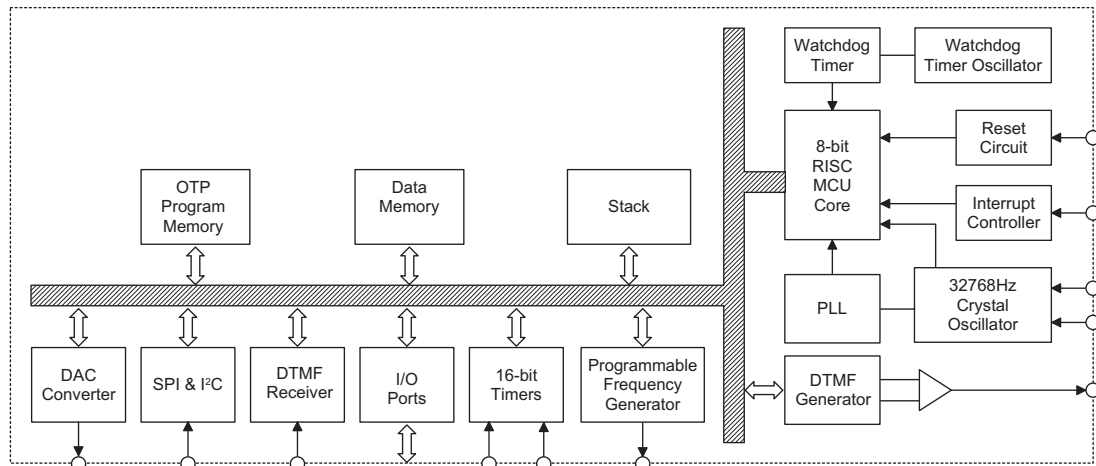 Watchdog
Timer
Watchdog
Timer Oscillator
8-bit
RISC
MCU
Core
Reset
Circuit
OTP
Program
Memory
Data
Memory
Stack
Interrupt
Controller
PLL
32768Hz
Crystal
Oscillator
DAC
Converter
SPI & I²C
DTMF
Receiver
I/O
Ports
16-bit
Timers
Programmable
Frequency
Generator
DTMF
Generator